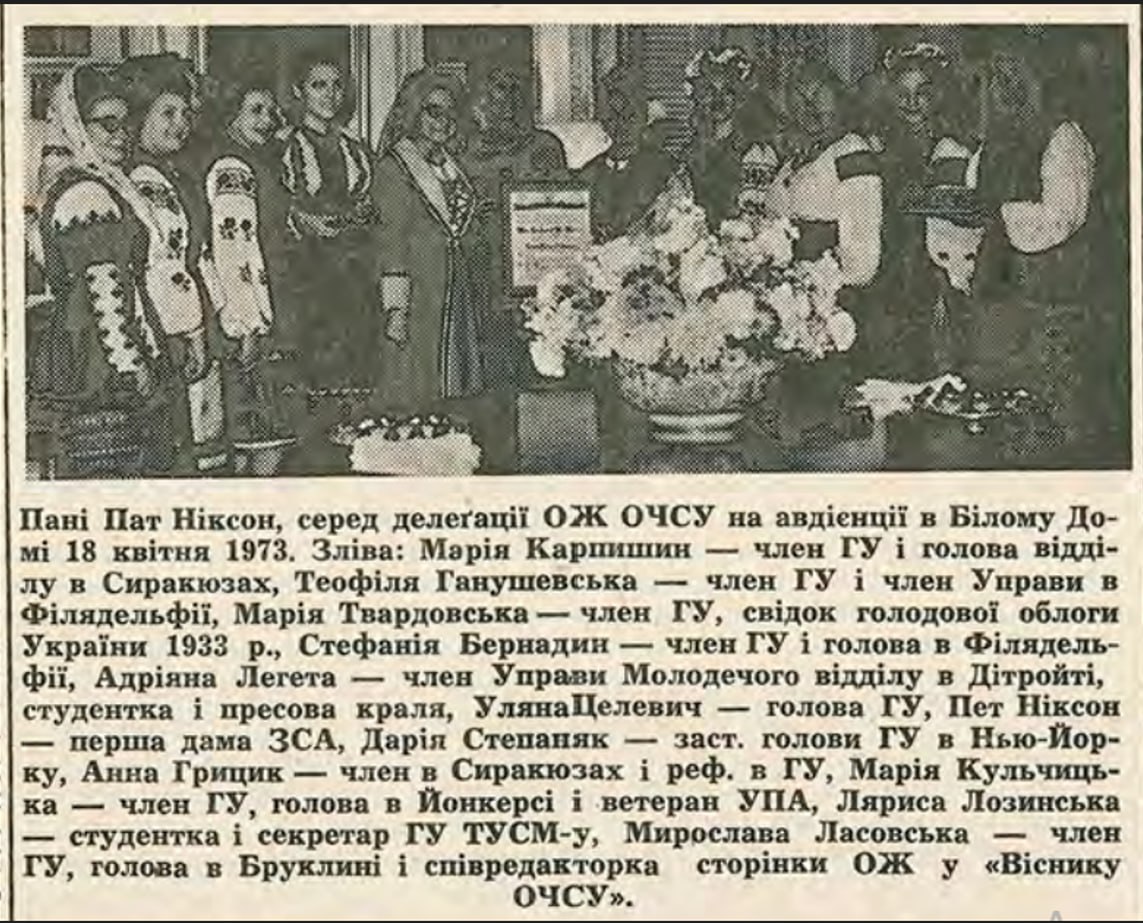 Пані Пат Ніксон, серед делеґації ОЖ ОЧСУ на авдієнції в Білому До-
мі 18 квітня 1973. Зліва: Марія Карпишин — член ГУ і голова відді-
лу в Сиракюзах, Теофіля Ганушевська — член ГУ і член Управи в
Філядельфії, Марія Твардовська — член ГУ, свідок голодової облоги
України 1933 р., Стефанія Бернадин — член ГУ і голова в Філядель-
фії, Адріяна Легета — член Управи Молодечого відділу в Дітройті,
студентка і пресова краля, УлянаЦелевич — голова ГУ, Пет Ніксон
— перша дама ЗСА, Дарія Степаняк — заст. голови ГУ в Нью-Йор-
ку, Анна Грицик — член в Сиракюзах і реф. в ГУ, Марія Кульчиць-
ка — член ГУ, голова в Йонкерсі і ветеран УПА, Ляриса Лозинська
— студентка і секретар ГУ ТУСМ-у, Мирослава Ласовська — член
ГУ, голова в Бруклині і співредакторка сторінки ОЖ у «Віснику
ОЧСУ».